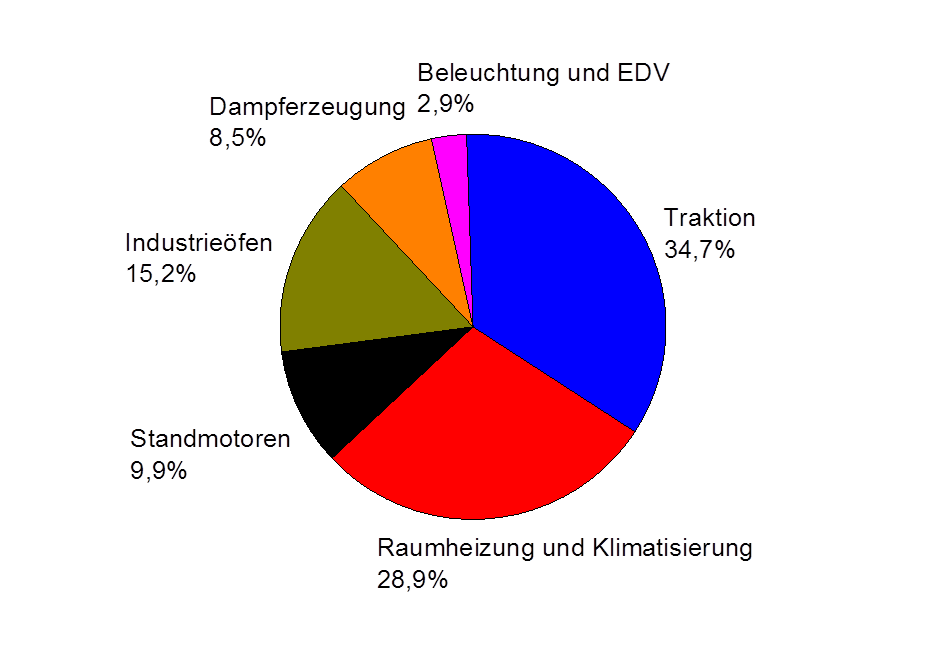 Beleuchtung und EDV
2,9%
Dampferzeugung
8,5%
Traktion
34,7%
Industrieöfen
15,2%
Standmotoren
9,9%
Raumheizung und Klimatisierung
28,9%